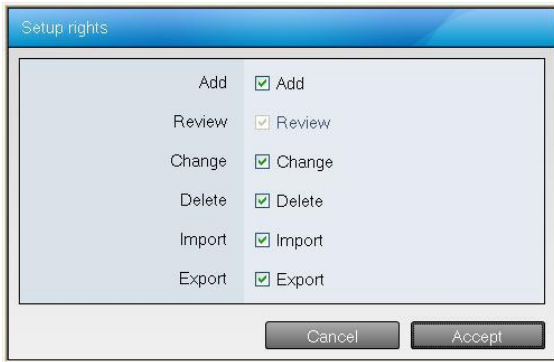 Setup rights
Add Add
Review Review
Change Change
Delete Delete
Import Import
Export Export
Cancel Accept